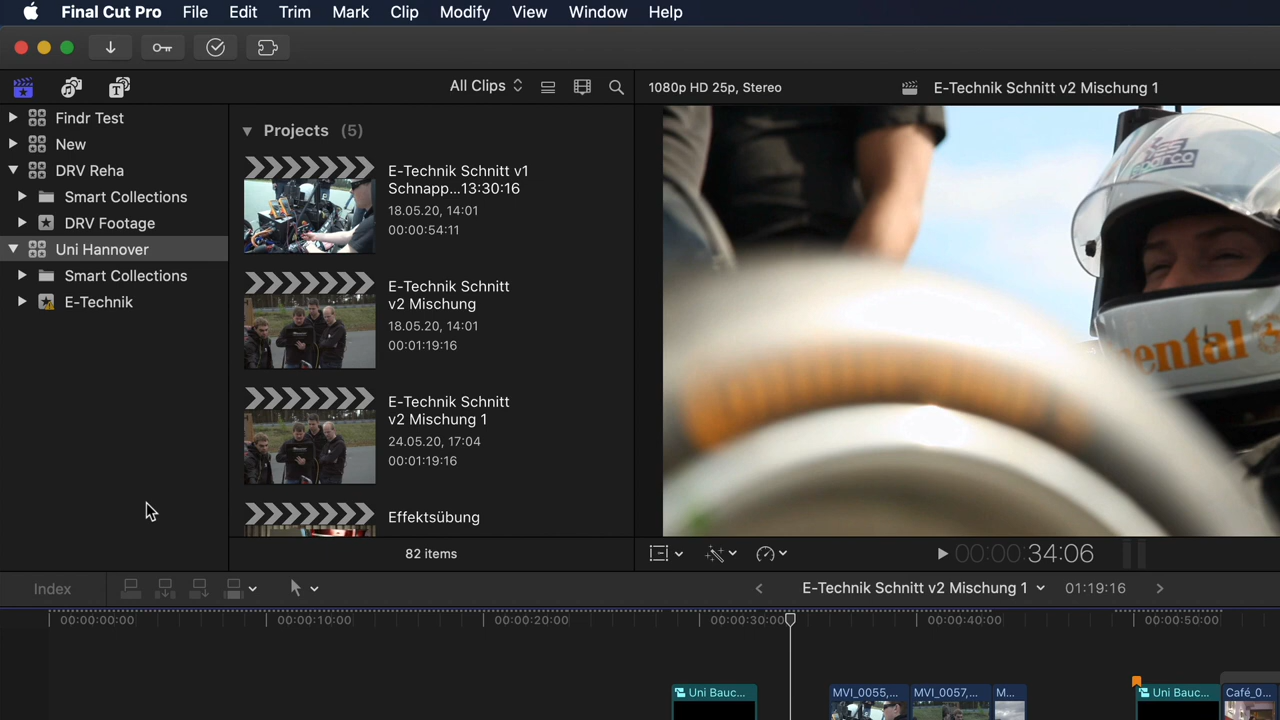 Final Cut Pro File Edit Trim Mark Clip Modify View Window Help
All Clips
1080p HD 25p, Stereo
E-Technik Schnitt v2 Mischung 1
Findr Test
New
DRV Reha
Smart Collections
DRV Footage
Uni Hannover
Smart Collections
E-Technik
Projects (5)
E-Technik Schnitt v1
Schnapp...13:30:16
18.05.20, 14:01
00:00:54:11
E-Technik Schnitt
v2 Mischung
18.05.20, 14:01
00:01:19:16
E-Technik Schnitt
v2 Mischung 1
24.05.20, 17:04
00:01:19:16
Effektsübung
82 items
sparco
ental
00:00:34:06
Index
E-Technik Schnitt v2 Mischung 1
01:19:16
00:00:00:00 00:00:10:00 00:00:20:00 00:00:30:00 00:00:40:00 00:00:50:00
Uni Bauc...
MVI_0055,...
MVI_0057,...
M...
Uni Bauc...
Café_0...